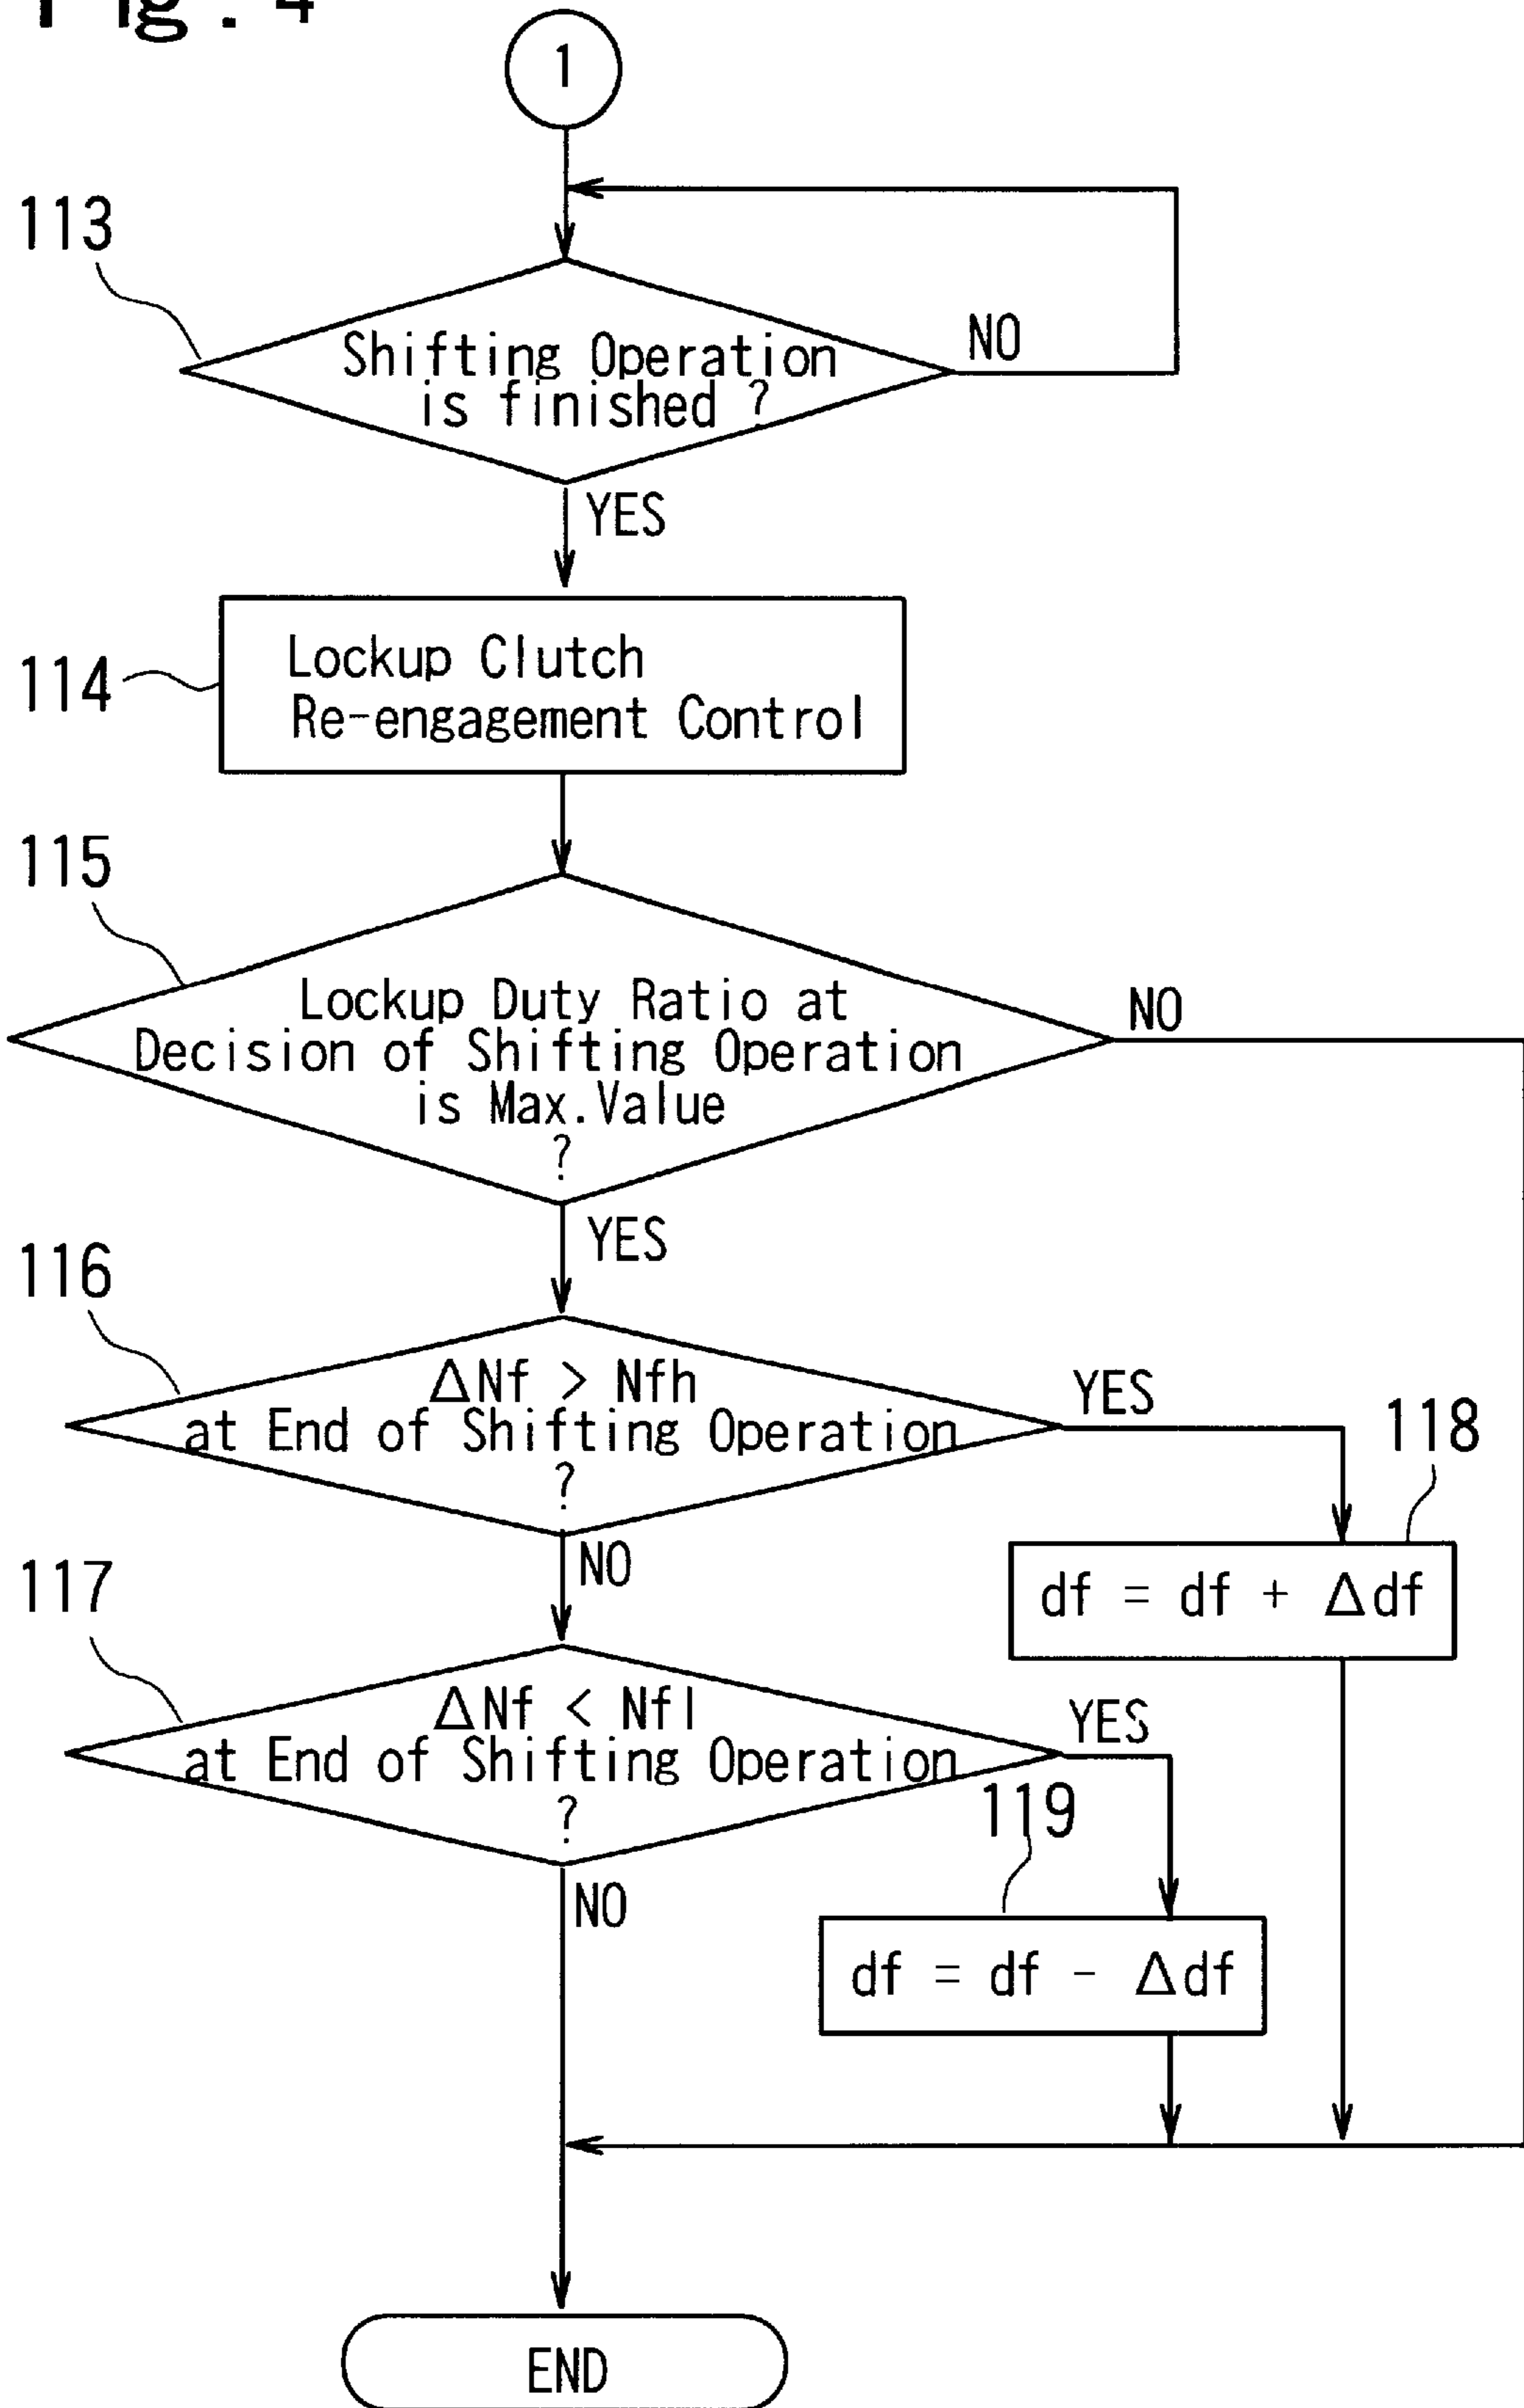 Fig. 4
1
113
Shifting Operation
is finished ?
NO
YES
114
Lockup Clutch
Re-engagement Control
115
Lockup Duty Ratio at
Decision of Shifting Operation
is Max.Value
?
NO
YES
116
ΔNf > Nfh
at End of Shifting Operation
?
YES
118
NO
df = df + Δdf
117
ΔNf < Nfl
at End of Shifting Operation
?
YES
119
NO
df = df - Δdf
END